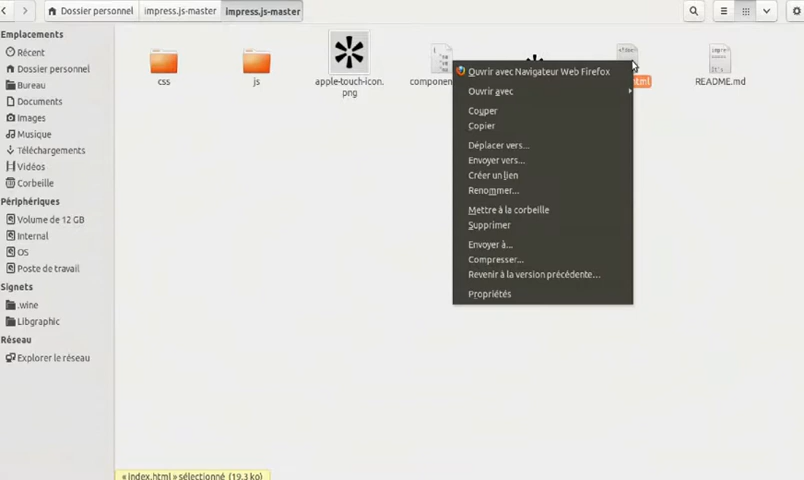 Dossier personnel
impress.js-master
impress.js-master
Emplacements
Récent
Dossier personnel
Bureau
Documents
Images
Musique
Téléchargements
Vidéos
Corbeille
Périphériques
Volume de 12 GB
Internal
OS
Poste de travail
Signets
.wine
Libgraphic
Réseau
Explorer le réseau
css
js
apple-touch-icon.
png
componen
html
README.md
Ouvrir avec Navigateur Web Firefox
Ouvrir avec
Couper
Copier
Déplacer vers...
Envoyer vers...
Créer un lien
Renommer...
Mettre à la corbeille
Supprimer
Envoyer à...
Compresser...
Revenir à la version précédente...
Propriétés
« index.html » sélectionné (19,3 ko)